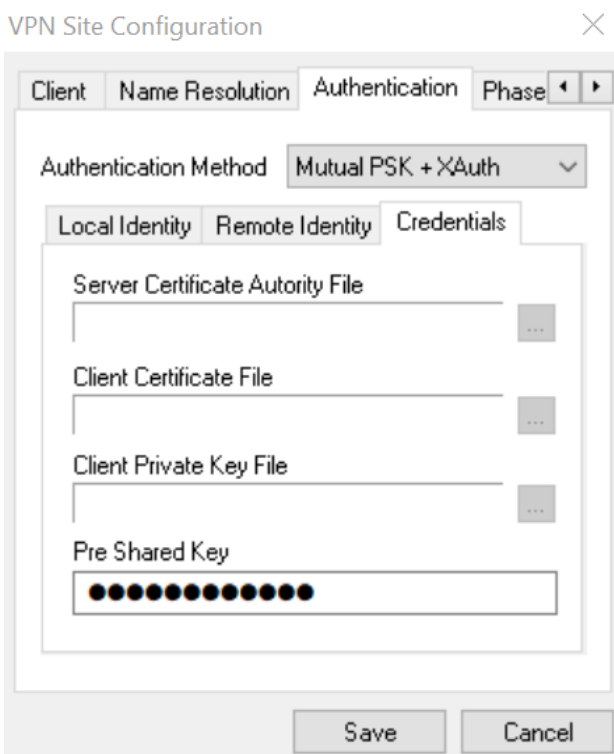 VPN Site Configuration
Client Name Resolution Authentication Phase
Authentication Method Mutual PSK + XAuth
Local Identity Remote Identity Credentials
Server Certificate Autority File
...
Client Certificate File
...
Client Private Key File
...
Pre Shared Key
●●●●●●●●●●●●
Save Cancel